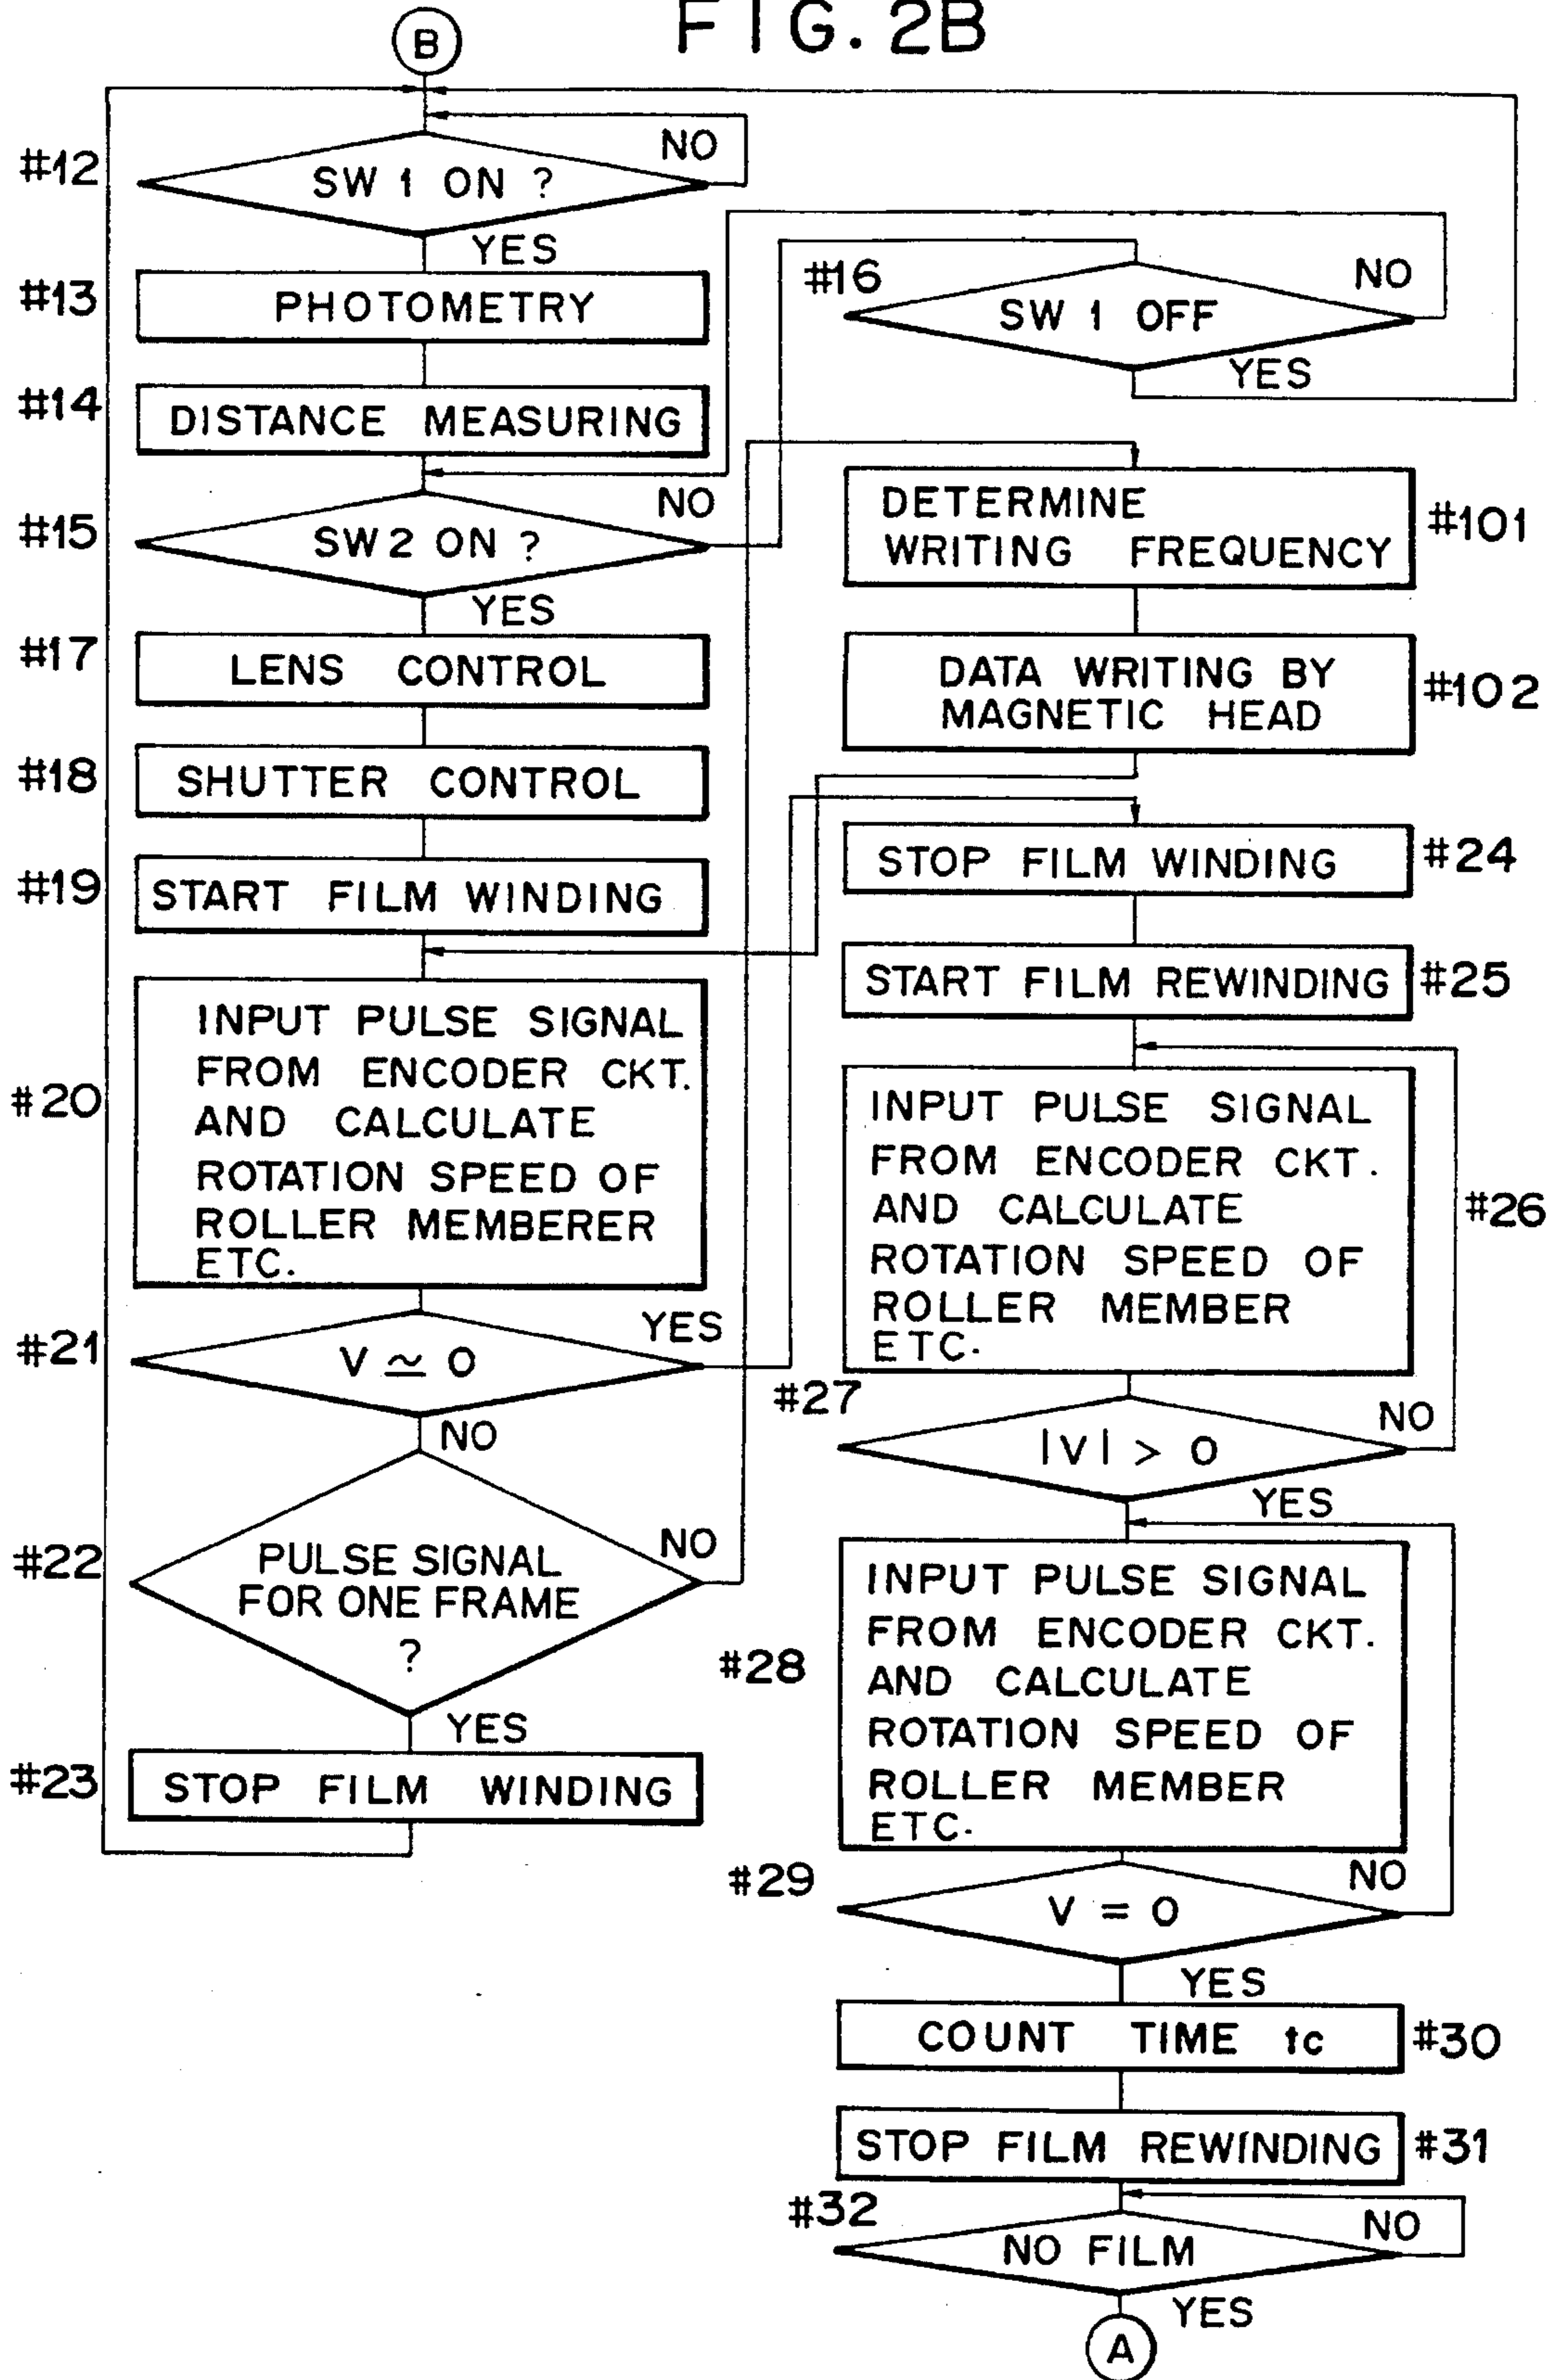 FIG. 2B
B
#12
SW 1 ON ?
NO
YES
#13
PHOTOMETRY
#14
DISTANCE MEASURING
#15
SW2 ON ?
NO
YES
#16
SW 1 OFF
NO
YES
#17
LENS CONTROL
#18
SHUTTER CONTROL
#19
START FILM WINDING
#20
INPUT PULSE SIGNAL
FROM ENCODER CKT.
AND CALCULATE
ROTATION SPEED OF
ROLLER MEMBERER
ETC.
#21
V ≃ 0
YES
NO
#22
PULSE SIGNAL
FOR ONE FRAME
?
NO
YES
#23
STOP FILM WINDING
DETERMINE
WRITING FREQUENCY
#101
DATA WRITING BY
MAGNETIC HEAD
#102
STOP FILM WINDING
#24
START FILM REWINDING
#25
INPUT PULSE SIGNAL
FROM ENCODER CKT.
AND CALCULATE
ROTATION SPEED OF
ROLLER MEMBER
ETC.
#26
#27
|V| > 0
NO
YES
#28
INPUT PULSE SIGNAL
FROM ENCODER CKT.
AND CALCULATE
ROTATION SPEED OF
ROLLER MEMBER
ETC.
#29
V = 0
NO
YES
COUNT TIME tc
#30
STOP FILM REWINDING
#31
#32
NO FILM
NO
YES
A